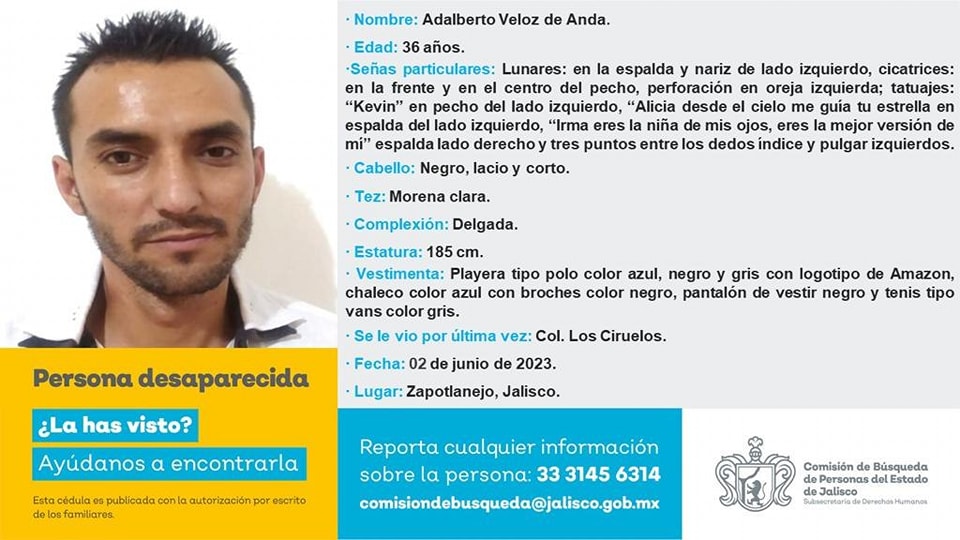 · Nombre: Adalberto Veloz de Anda.
· Edad: 36 años.
·Señas particulares: Lunares: en la espalda y nariz de lado izquierdo, cicatrices:
en la frente y en el centro del pecho, perforación en oreja izquierda; tatuajes:
“Kevin” en pecho del lado izquierdo, “Alicia desde el cielo me guía tu estrella en
espalda del lado izquierdo, “Irma eres la niña de mis ojos, eres la mejor versión de
mí” espalda lado derecho y tres puntos entre los dedos índice y pulgar izquierdos.
· Cabello: Negro, lacio y corto.
· Tez: Morena clara.
· Complexión: Delgada.
· Estatura: 185 cm.
· Vestimenta: Playera tipo polo color azul, negro y gris con logotipo de Amazon,
chaleco color azul con broches color negro, pantalón de vestir negro y tenis tipo
vans color gris.
· Se le vio por última vez: Col. Los Ciruelos.
· Fecha: 02 de junio de 2023.
· Lugar: Zapotlanejo, Jalisco.
Persona desaparecida
¿La has visto?
Ayúdanos a encontrarla
Esta cédula es publicada con la autorización por escrito
de los familiares.
Reporta cualquier información
sobre la persona: 33 3145 6314
comisiondebusqueda@jalisco.gob.mx
Comisión de Búsqueda
de Personas del Estado
de Jalisco
Subsecretaría de Derechos Humanos